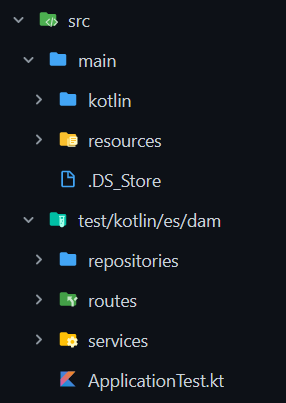 src
main
kotlin
resources
.DS_Store
test/kotlin/es/dam
repositories
routes
services
ApplicationTest.kt